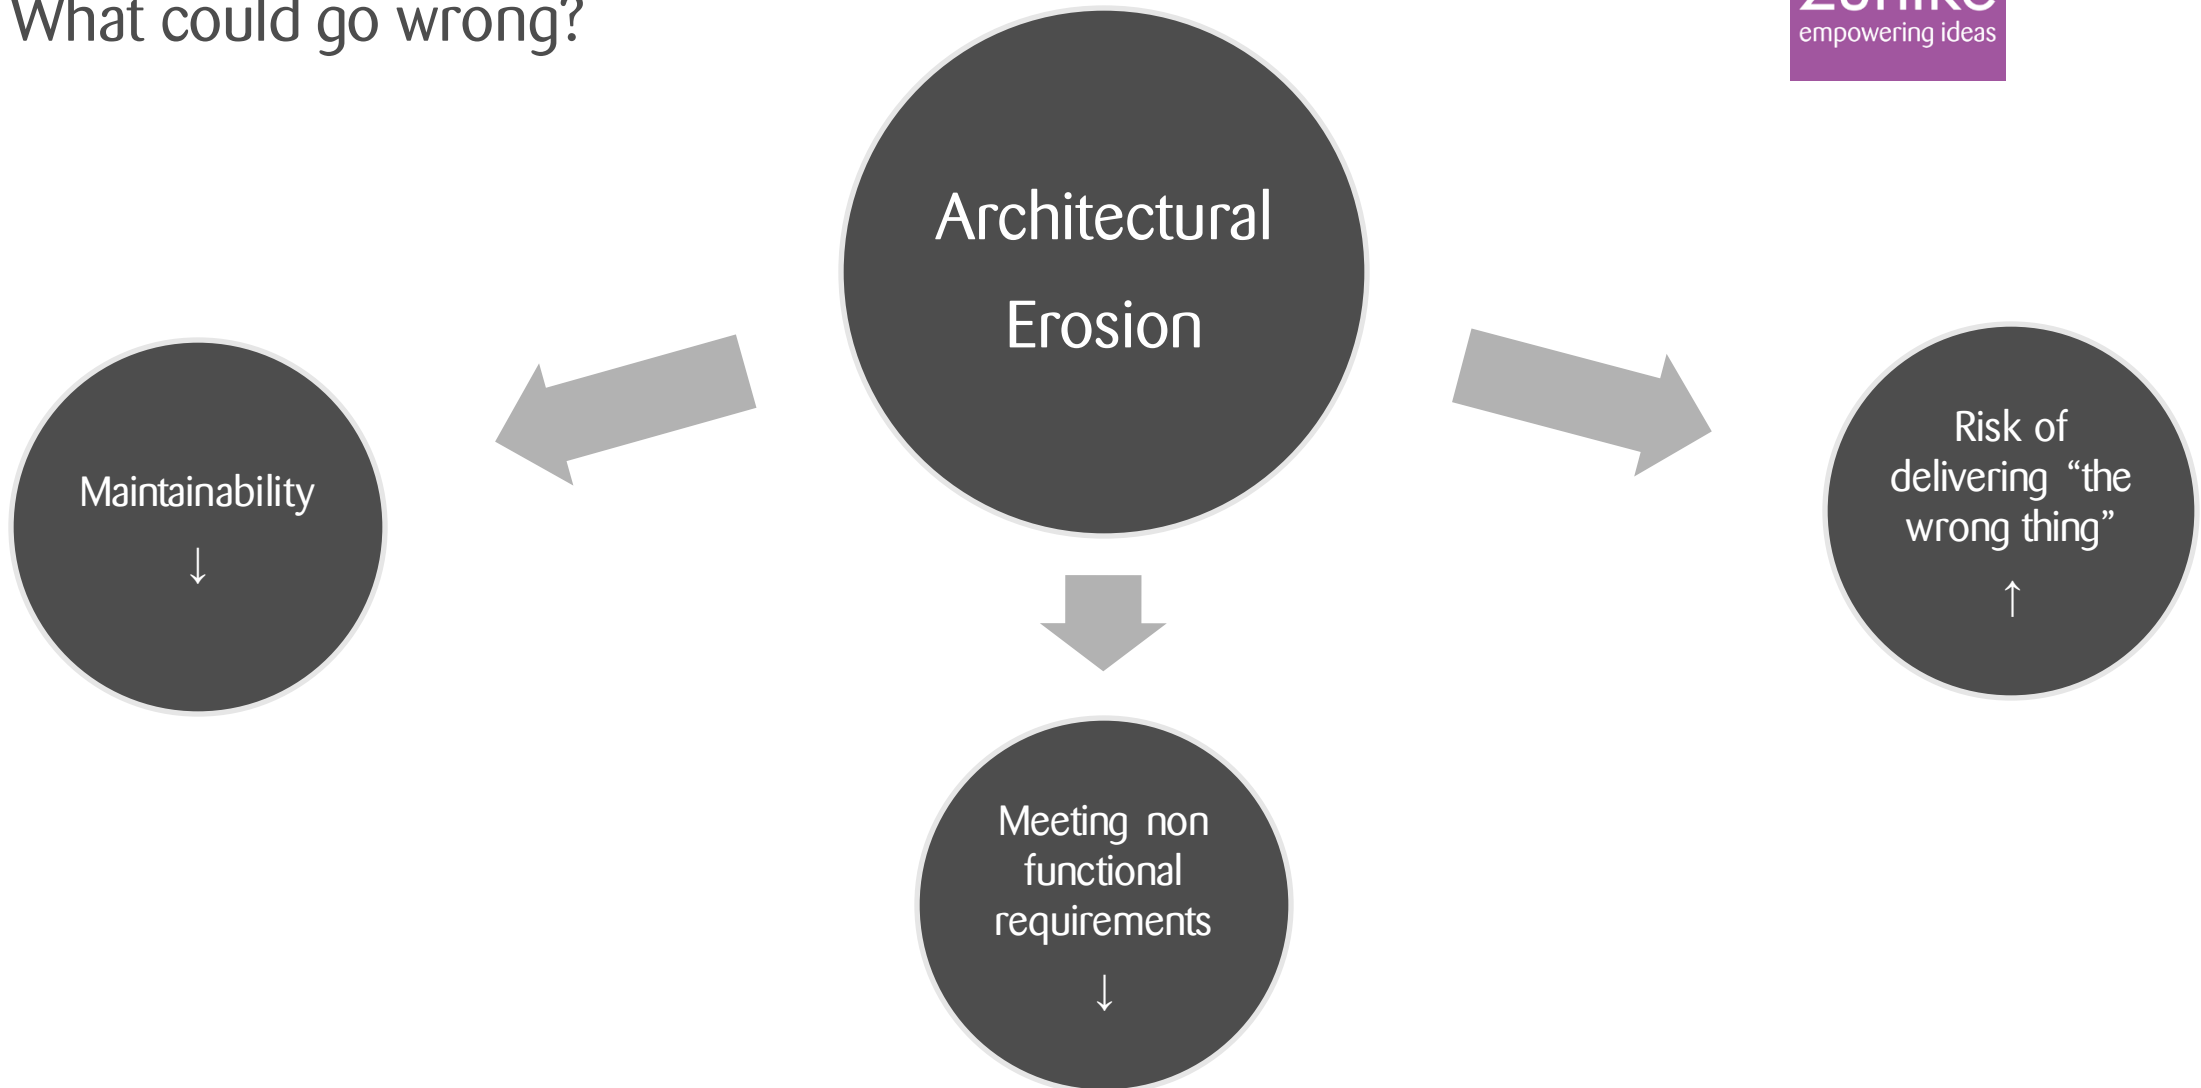 What could go wrong?
empowering ideas
Architectural
Erosion
Maintainability
↓
Risk of
delivering “the
wrong thing”
↑
Meeting non
functional
requirements
↓